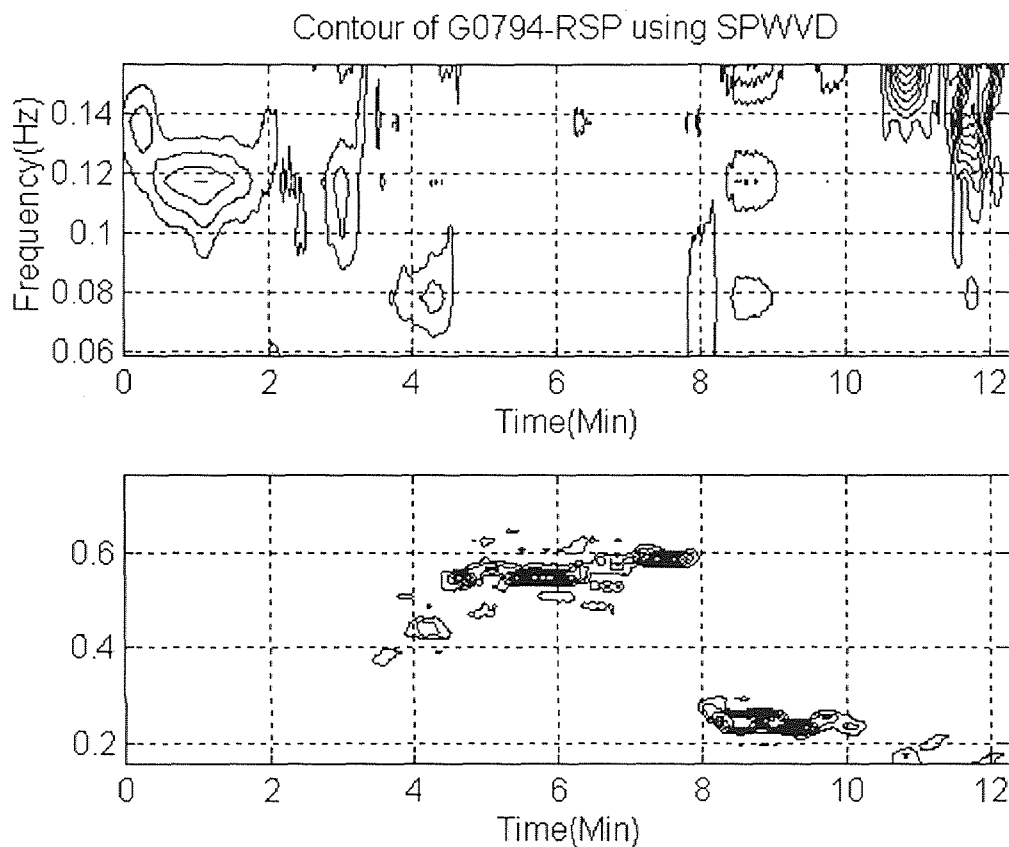 Contour of G0794-RSP using SPWVD
Frequency(Hz)
0.14
0.12
0.1
0.08
0.06
0 2 4 6 8 10 12
Time(Min)
0.6
0.4
0.2
0 2 4 6 8 10 12
Time(Min)